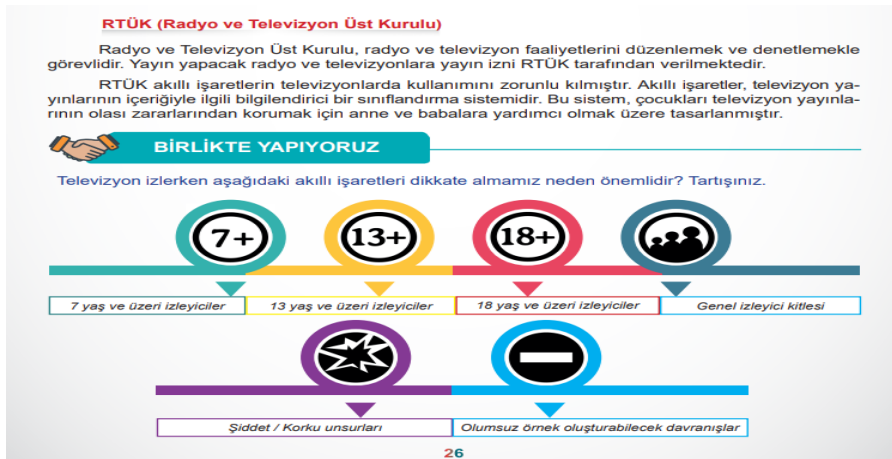 RTÜK (Radyo ve Televizyon Üst Kurulu)
Radyo ve Televizyon Üst Kurulu, radyo ve televizyon faaliyetlerini düzenlemek ve denetlemekle
görevlidir. Yayın yapacak radyo ve televizyonlara yayın izni RTÜK tarafından verilmektedir.
RTÜK akıllı işaretlerin televizyonlarda kullanımını zorunlu kılmıştır. Akıllı işaretler, televizyon ya-
yınlarının içeriğiyle ilgili bilgilendirici bir sınıflandırma sistemidir. Bu sistem, çocukları televizyon yayınla-
rının olası zararlarından korumak için anne ve babalara yardımcı olmak üzere tasarlanmıştır.
BİRLİKTE YAPIYORUZ
Televizyon izlerken aşağıdaki akıllı işaretleri dikkate almamız neden önemlidir? Tartışınız.
7+ 13+ 18+
7 yaş ve üzeri izleyiciler 13 yaş ve üzeri izleyiciler 18 yaş ve üzeri izleyiciler Genel izleyici kitlesi
Şiddet / Korku unsurları Olumsuz örnek oluşturabilecek davranışlar
26